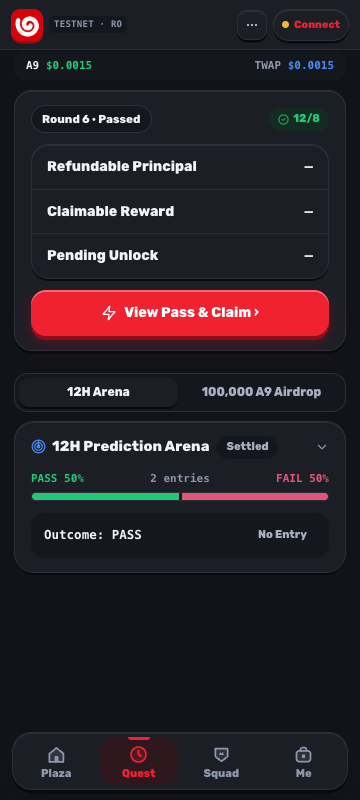 TESTNET · RO
Connect
A9 $0.0015
TWAP $0.0015
Round 6 • Passed
12/8
Refundable Principal –
Claimable Reward –
Pending Unlock –
View Pass & Claim ›
12H Arena
100,000 A9 Airdrop
12H Prediction Arena
Settled
PASS 50%
2 entries
FAIL 50%
Outcome: PASS
No Entry
Plaza
Quest
Squad
Me